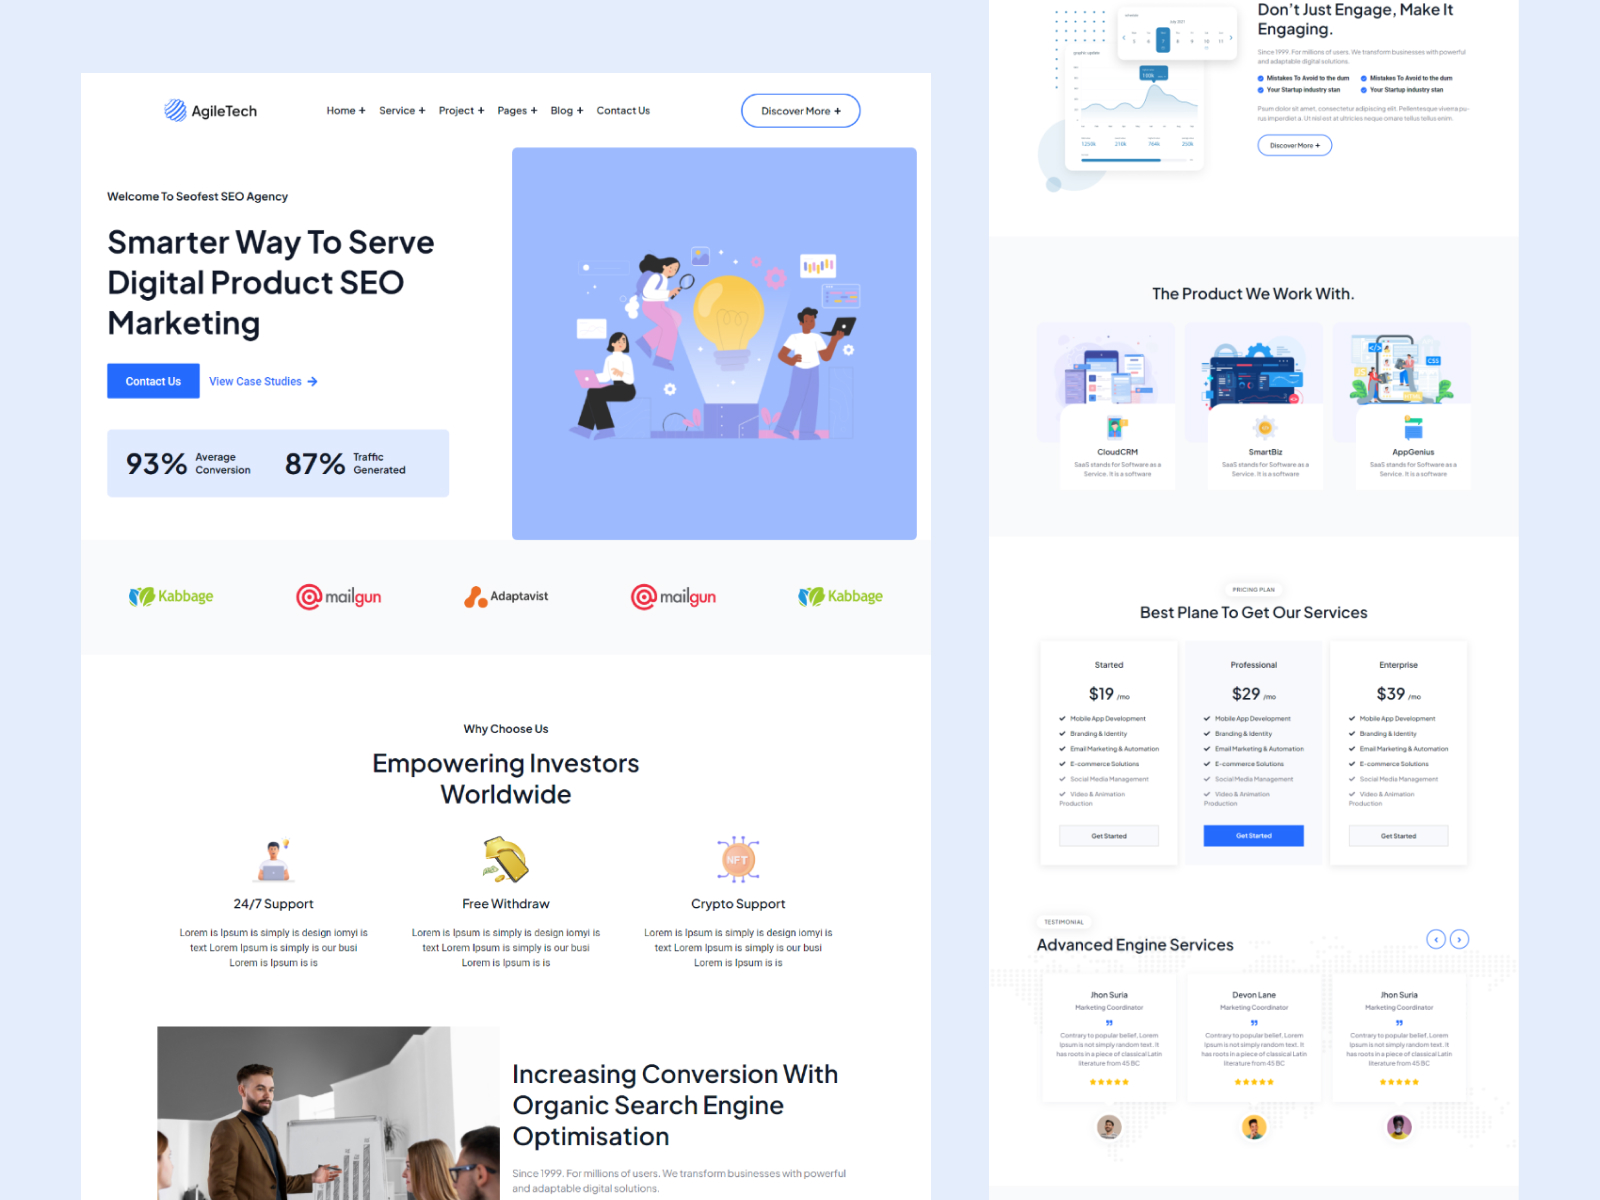 AgileTech
Home + Service + Project + Pages + Blog + Contact Us
Discover More +
Welcome To Seofest SEO Agency
Smarter Way To Serve
Digital Product SEO
Marketing
Contact Us
View Case Studies →
93% Average Conversion
87% Traffic Generated
Kabbage
mailgun
Adaptavist
mailgun
Kabbage
Why Choose Us
Empowering Investors
Worldwide
24/7 Support
Lorem is Ipsum is simply is design iomyi is
text Lorem Ipsum is simply is our busi
Lorem is Ipsum is is
Free Withdraw
Lorem is Ipsum is simply is design iomyi is
text Lorem Ipsum is simply is our busi
Lorem is Ipsum is is
NFT
Crypto Support
Lorem is Ipsum is simply is design iomyi is
text Lorem Ipsum is simply is our busi
Lorem is Ipsum is is
Increasing Conversion With
Organic Search Engine
Optimisation
Since 1999. For millions of users. We transform businesses with powerful
and adaptable digital solutions.
July 2021
5 6 7 8 9 10 11
1250k 218k 764k 250k
Don't Just Engage, Make It
Engaging.
Since 1999. For millions of users. We transform businesses with powerful
and adaptable digital solutions.
Mistakes To Avoid to the dum
Mistakes To Avoid to the dum
Your Startup industry stan
Your Startup industry stan
Psum dolor sit amet, consectetur adipiscing elit. Pellentesque viverra pu-
rus imperdiet a. Ut nisl est at ultricies neque ornare tellus tellus enim.
Discover More +
The Product We Work With.
CloudCRM
SaaS stands for Software as a
Service. It is a software
SmartBiz
SaaS stands for Software as a
Service. It is a software
CSS
AppGenius
SaaS stands for Software as a
Service. It is a software
PRICING PLAN
Best Plane To Get Our Services
Started
$19 /mo
Mobile App Development
Branding & Identity
Email Marketing & Automation
E-commerce Solutions
Social Media Management
Video & Animation
Production
Get Started
Professional
$29 /mo
Mobile App Development
Branding & Identity
Email Marketing & Automation
E-commerce Solutions
Social Media Management
Video & Animation
Production
Get Started
Enterprise
$39 /mo
Mobile App Development
Branding & Identity
Email Marketing & Automation
E-commerce Solutions
Social Media Management
Video & Animation
Production
Get Started
TESTIMONIAL
Advanced Engine Services
Jhon Suria
Marketing Coordinator
Contrary to popular belief, Lorem
Ipsum is not simply random text. It
has roots in a piece of classical Latin
literature from 45 BC
Devon Lane
Marketing Coordinator
Contrary to popular belief, Lorem
Ipsum is not simply random text. It
has roots in a piece of classical Latin
literature from 45 BC
Jhon Suria
Marketing Coordinator
Contrary to popular belief, Lorem
Ipsum is not simply random text. It
has roots in a piece of classical Latin
literature from 45 BC